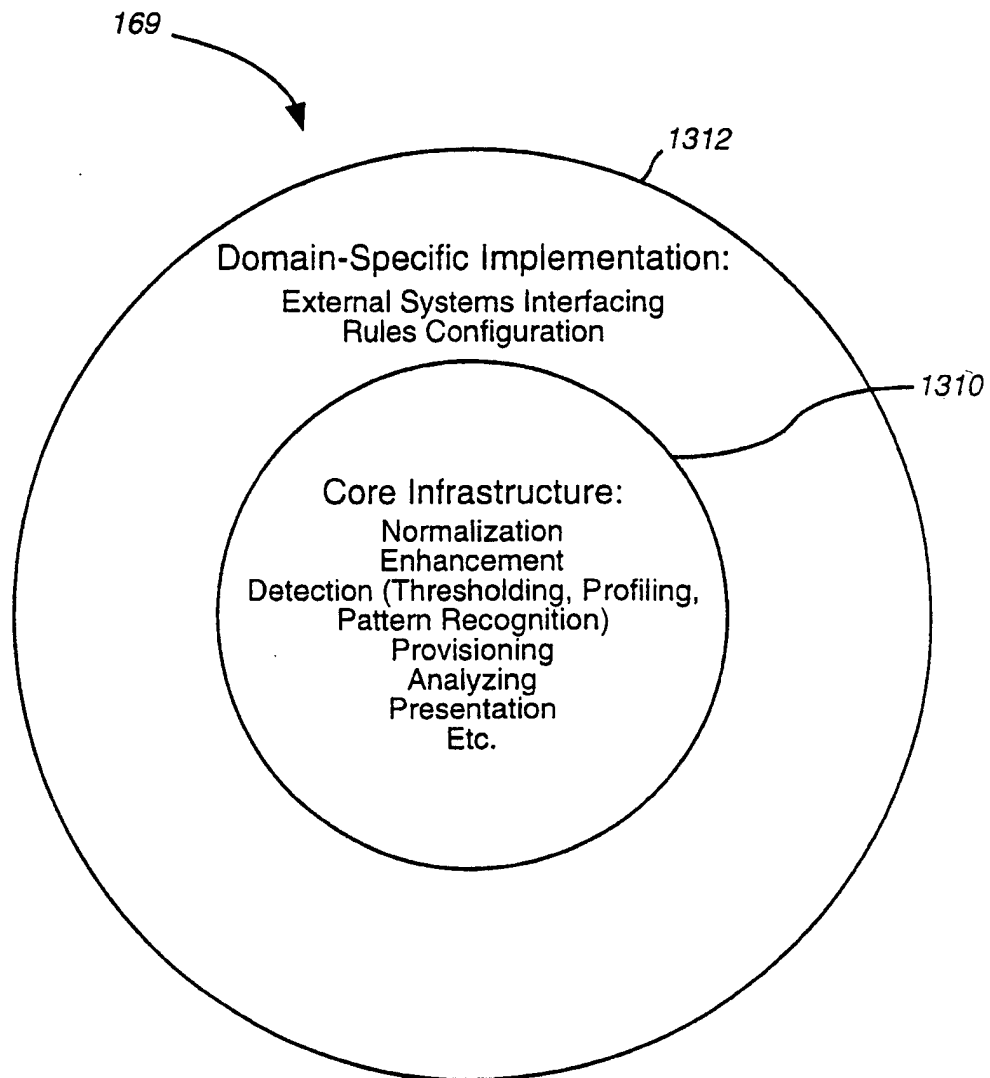 169
1312
Domain-Specific Implementation:
External Systems Interfacing
Rules Configuration
1310
Core Infrastructure:
Normalization
Enhancement
Detection (Thresholding, Profiling,
Pattern Recognition)
Provisioning
Analyzing
Presentation
Etc.